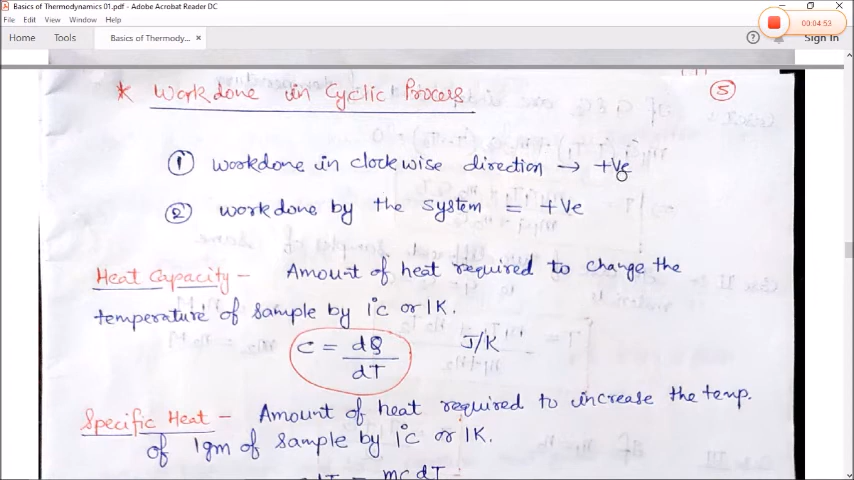 Basics of Thermodynamics 01.pdf - Adobe Acrobat Reader DC
File Edit View Window Help
00:04:53
Home Tools Basics of Thermody... × Sign In
* Workdone in Cyclic Process 5
1 workdone in clockwise direction → +Ve
2 workdone by the system = +Ve
Heat Capacity - Amount of heat required to change the
temperature of sample by 1°C or 1K.
C = dQ/dT J/K
Specific Heat - Amount of heat required to increase the temp.
of 1gm of sample by 1°C or 1K.